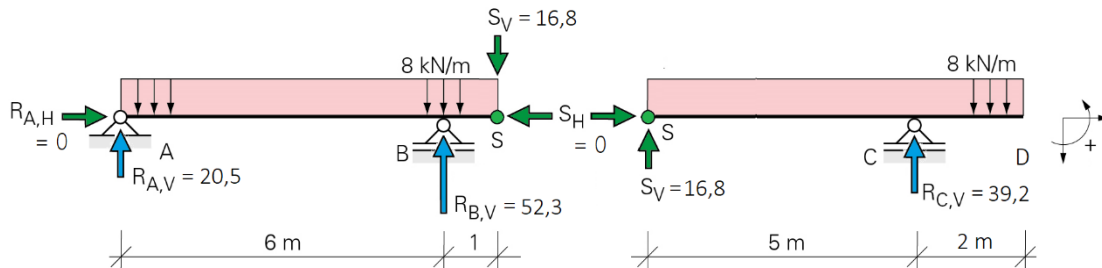 S_V = 16,8
8 kN/m
8 kN/m
R_A,H
= 0
A
R_A,V = 20,5
B
S
R_B,V = 52,3
S_H
= 0
S
S_V = 16,8
C
D
R_C,V = 39,2
+
6 m
1
5 m
2 m